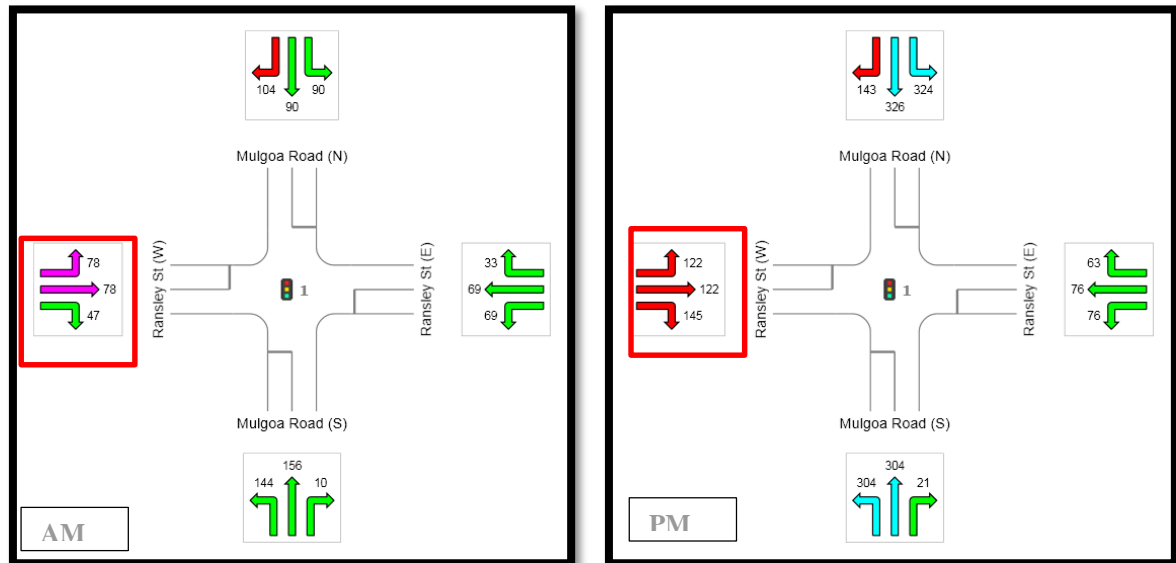 104 90
90
Mulgoa Road (N)
Ransley St (W)
78
78
47
1
Ransley St (E)
33
69
69
Mulgoa Road (S)
156
144 10
AM
143 324
326
Mulgoa Road (N)
122
122
145
Ransley St (W)
1
Ransley St (E)
63
76
76
Mulgoa Road (S)
304
304 21
PM